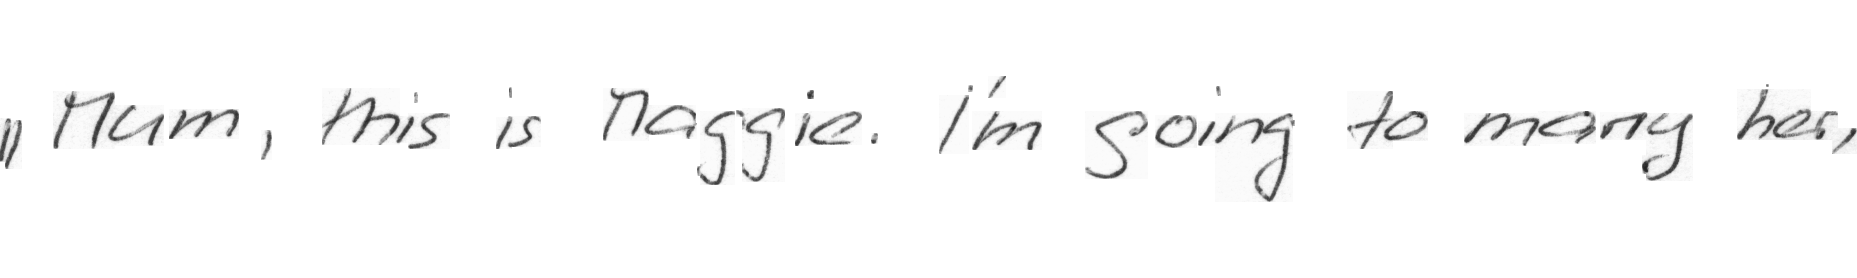 „Mum, this is Maggie. I'm going to marry her,